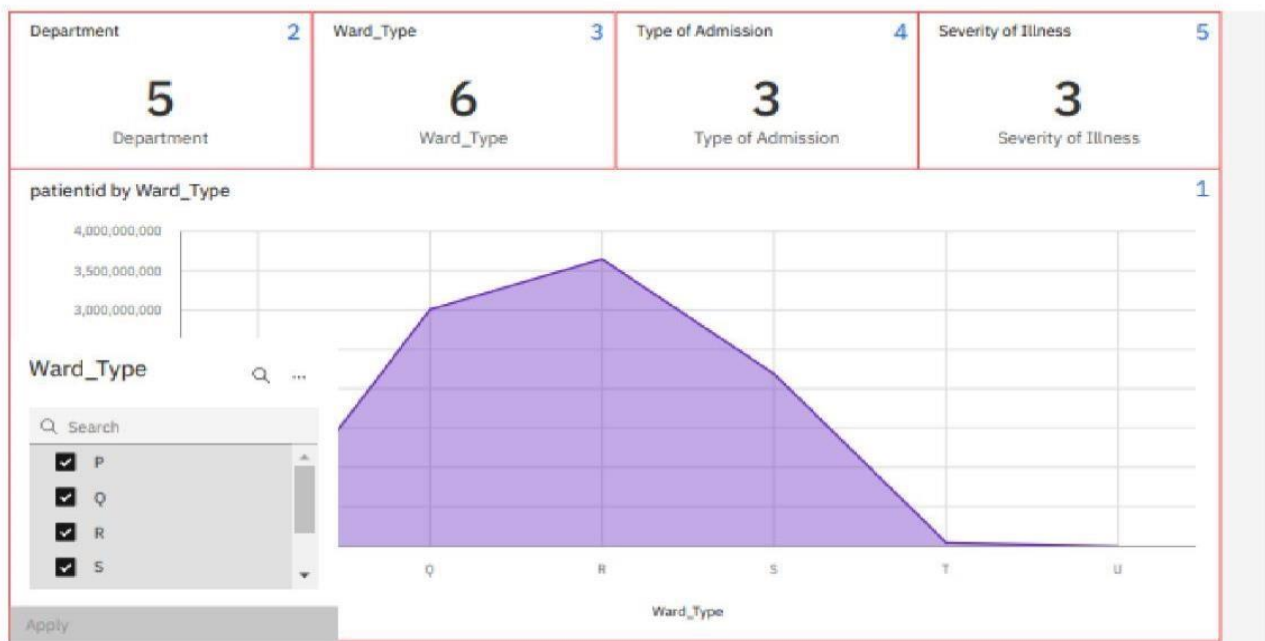 Department 2 Ward_Type 3 Type of Admission 4 Severity of Illness 5
5 6 3 3
Department Ward_Type Type of Admission Severity of Illness
patientid by Ward_Type 1
4,000,000,000
3,500,000,000
3,000,000,000
Ward_Type ...
Search
P
Q
R
S
Q R S T U
Ward_Type
Apply